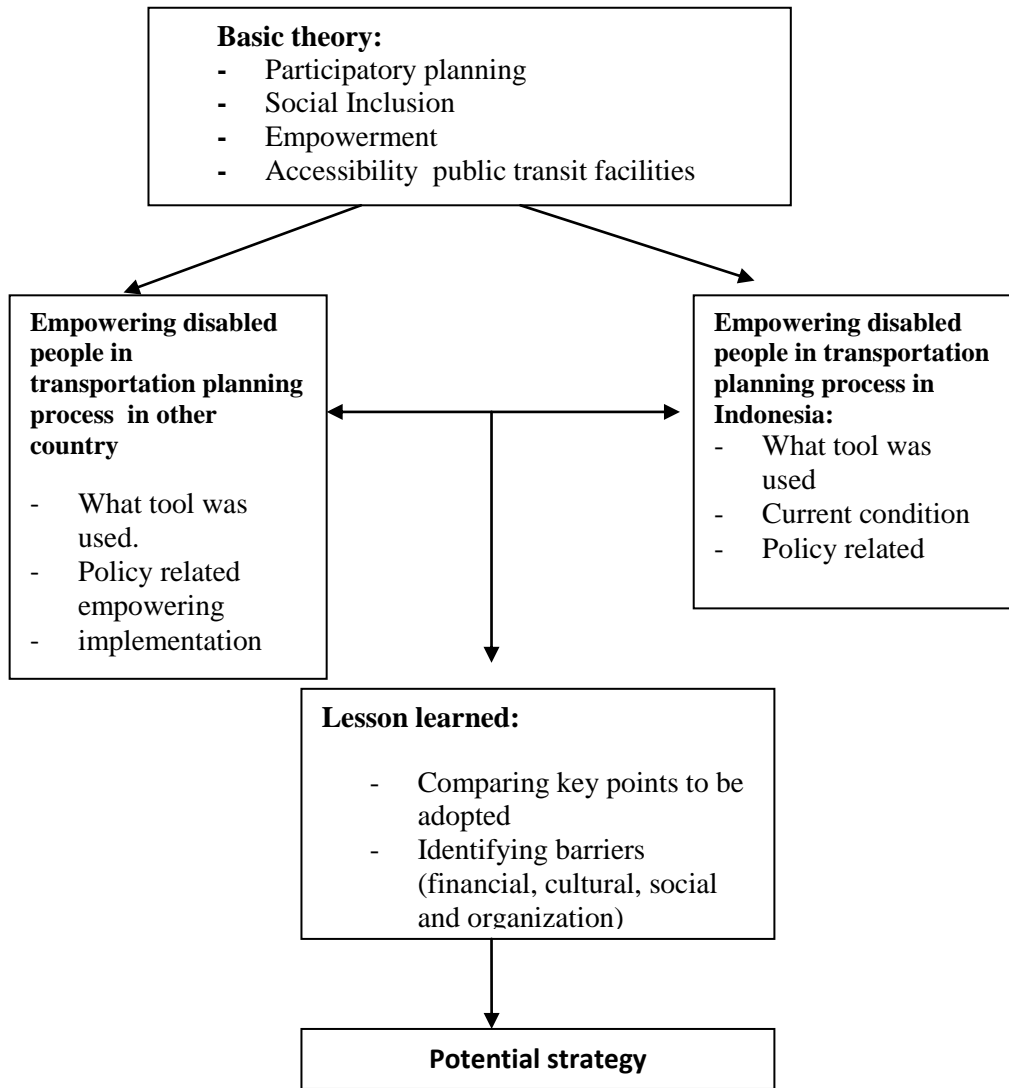 Basic theory:
- Participatory planning
- Social Inclusion
- Empowerment
- Accessibility public transit facilities
Empowering disabled
people in
transportation planning
process in other
country
- What tool was
used.
- Policy related
empowering
- implementation
Empowering disabled
people in transportation
planning process in
Indonesia:
- What tool was
used
- Current condition
- Policy related
Lesson learned:
- Comparing key points to be
adopted
- Identifying barriers
(financial, cultural, social
and organization)
Potential strategy